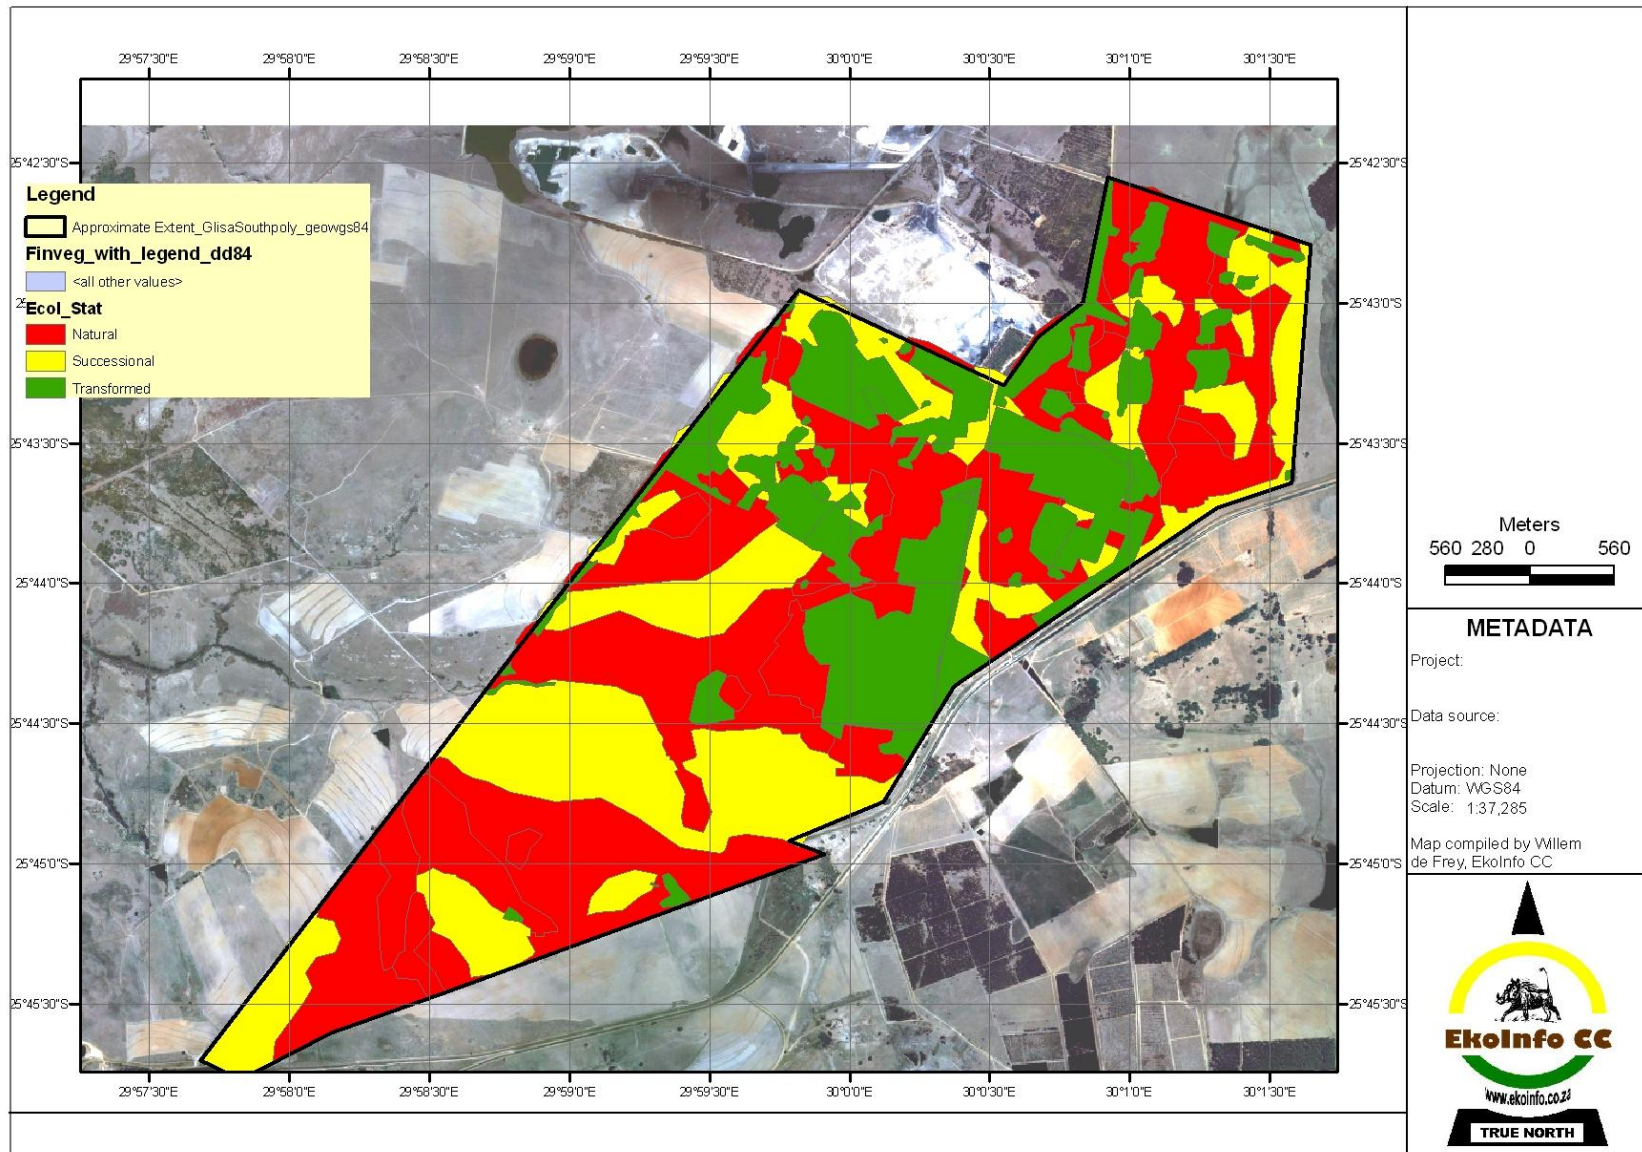 29°57'30"E 29°58'0"E 29°58'30"E 29°59'0"E 29°59'30"E 30°0'0"E 30°0'30"E 30°1'0"E 30°1'30"E
25°42'30"S 25°42'30"S
Legend
Approximate Extent_GlisaSouthpoly_geowgs84
Finveg_with_legend_dd84
<all other values>
25° 25°43'0"S
Ecol_Stat
Natural
Successional
Transformed
25°43'30"S 25°43'30"S
25°44'0"S 25°44'0"S
25°44'30"S 25°44'30"S
25°45'0"S 25°45'0"S
25°45'30"S 25°45'30"S
29°57'30"E 29°58'0"E 29°58'30"E 29°59'0"E 29°59'30"E 30°0'0"E 30°0'30"E 30°1'0"E 30°1'30"E
Meters
560 280 0 560
METADATA
Project:
Data source:
Projection: None
Datum: WGS84
Scale: 1:37,285
Map compiled by Willem
de Frey, EkoInfo CC
EkoInfo CC
www.ekoinfo.co.za
TRUE NORTH